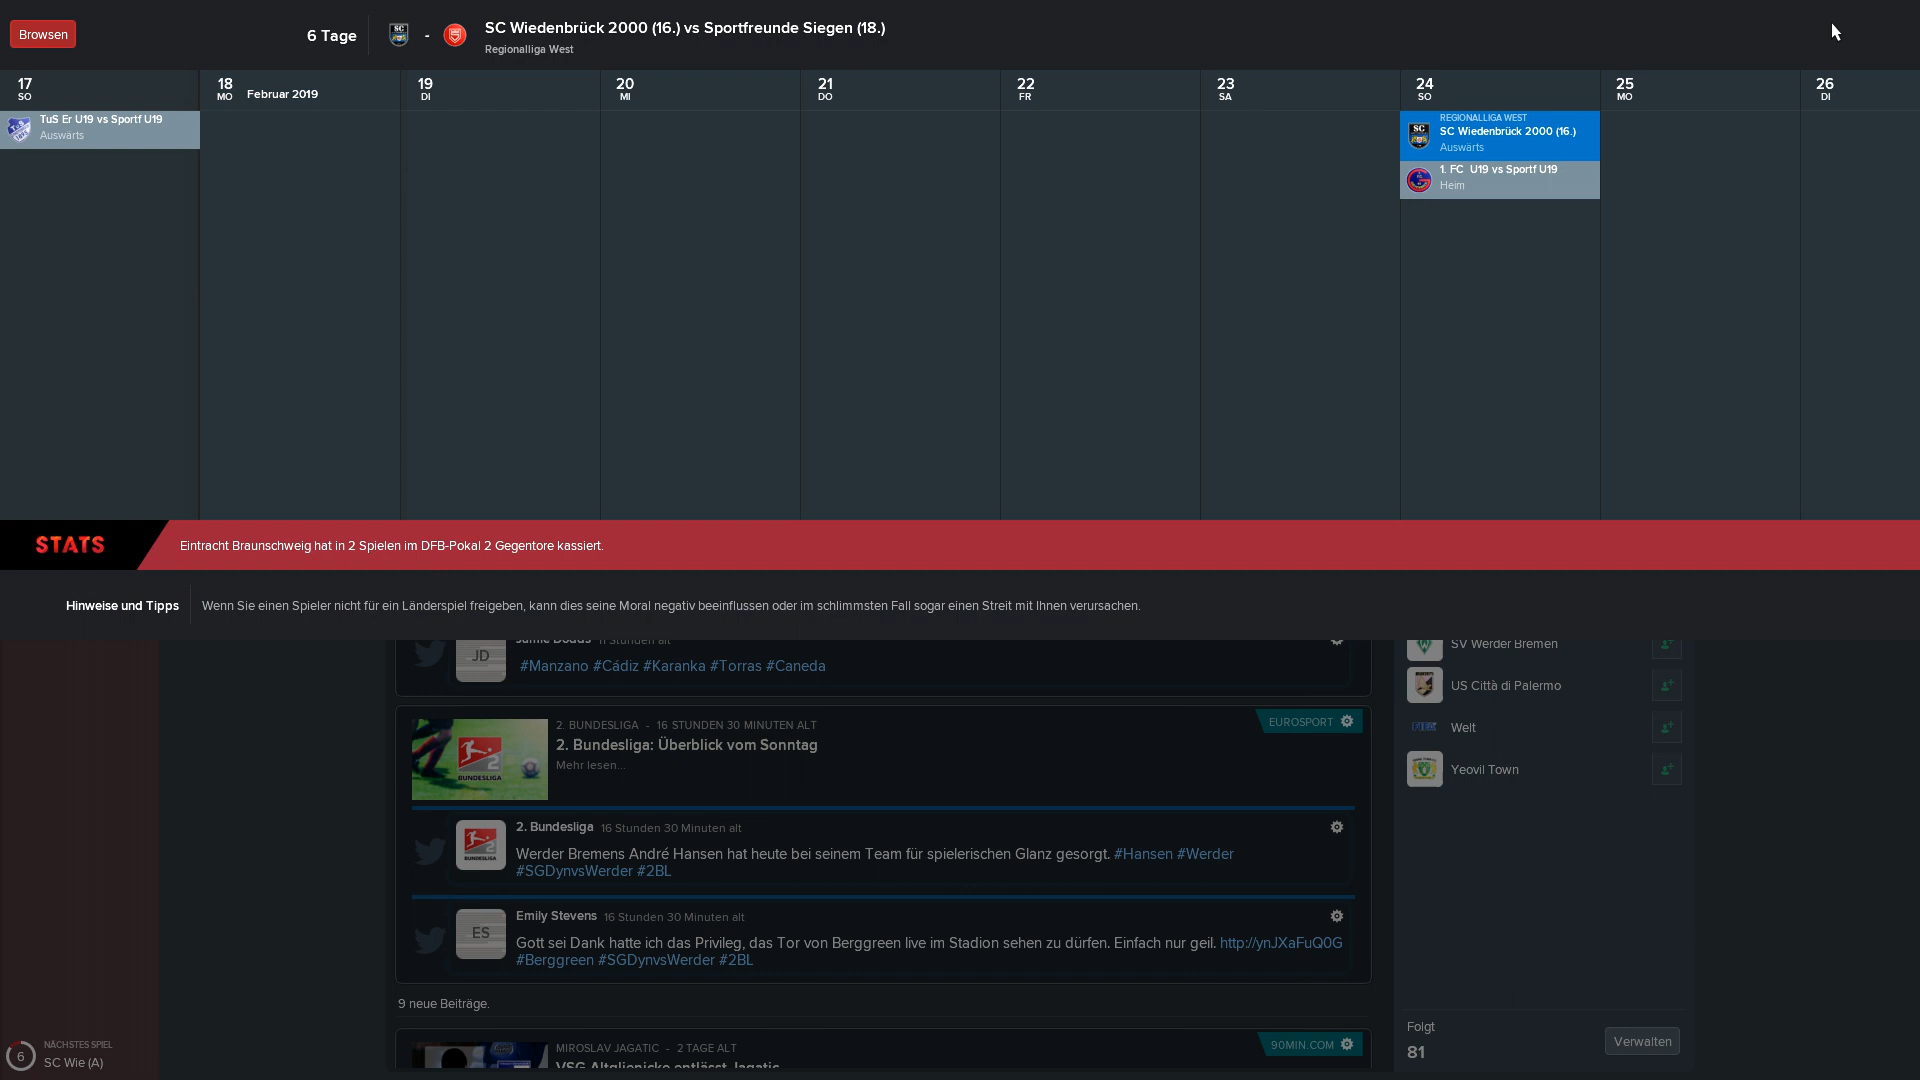 Browsen
6 Tage
SC Wiedenbrück 2000 (16.) vs Sportfreunde Siegen (18.)
Regionalliga West
17 SO
18 MO Februar 2019
19 DI
20 MI
21 DO
22 FR
23 SA
24 SO
25 MO
26 DI
TuS Er U19 vs Sportf U19
Auswärts
REGIONALLIGA WEST
SC Wiedenbrück 2000 (16.)
Auswärts
1. FC U19 vs Sportf U19
Heim
STATS
Eintracht Braunschweig hat in 2 Spielen im DFB-Pokal 2 Gegentore kassiert.
Hinweise und Tipps
Wenn Sie einen Spieler nicht für ein Länderspiel freigeben, kann dies seine Moral negativ beeinflussen oder im schlimmsten Fall sogar einen Streit mit Ihnen verursachen.
Jamie Dodds 11 Stunden alt
JD
#Manzano #Cádiz #Karanka #Torras #Caneda
2. BUNDESLIGA - 16 STUNDEN 30 MINUTEN ALT
EUROSPORT
2. Bundesliga: Überblick vom Sonntag
Mehr lesen...
BUNDESLIGA
2. Bundesliga 16 Stunden 30 Minuten alt
Werder Bremens André Hansen hat heute bei seinem Team für spielerischen Glanz gesorgt. #Hansen #Werder
#SGDynvsWerder #2BL
Emily Stevens 16 Stunden 30 Minuten alt
ES
Gott sei Dank hatte ich das Privileg, das Tor von Berggreen live im Stadion sehen zu dürfen. Einfach nur geil. http://ynJXaFuQ0G
#Berggreen #SGDynvsWerder #2BL
9 neue Beiträge.
MIROSLAV JAGATIC - 2 TAGE ALT
90MIN.COM
VSG Altglienicke entlässt Jagatic
SV Werder Bremen
US Città di Palermo
Welt
Yeovil Town
Folgt
81
Verwalten
6
NÄCHSTES SPIEL
SC Wie (A)